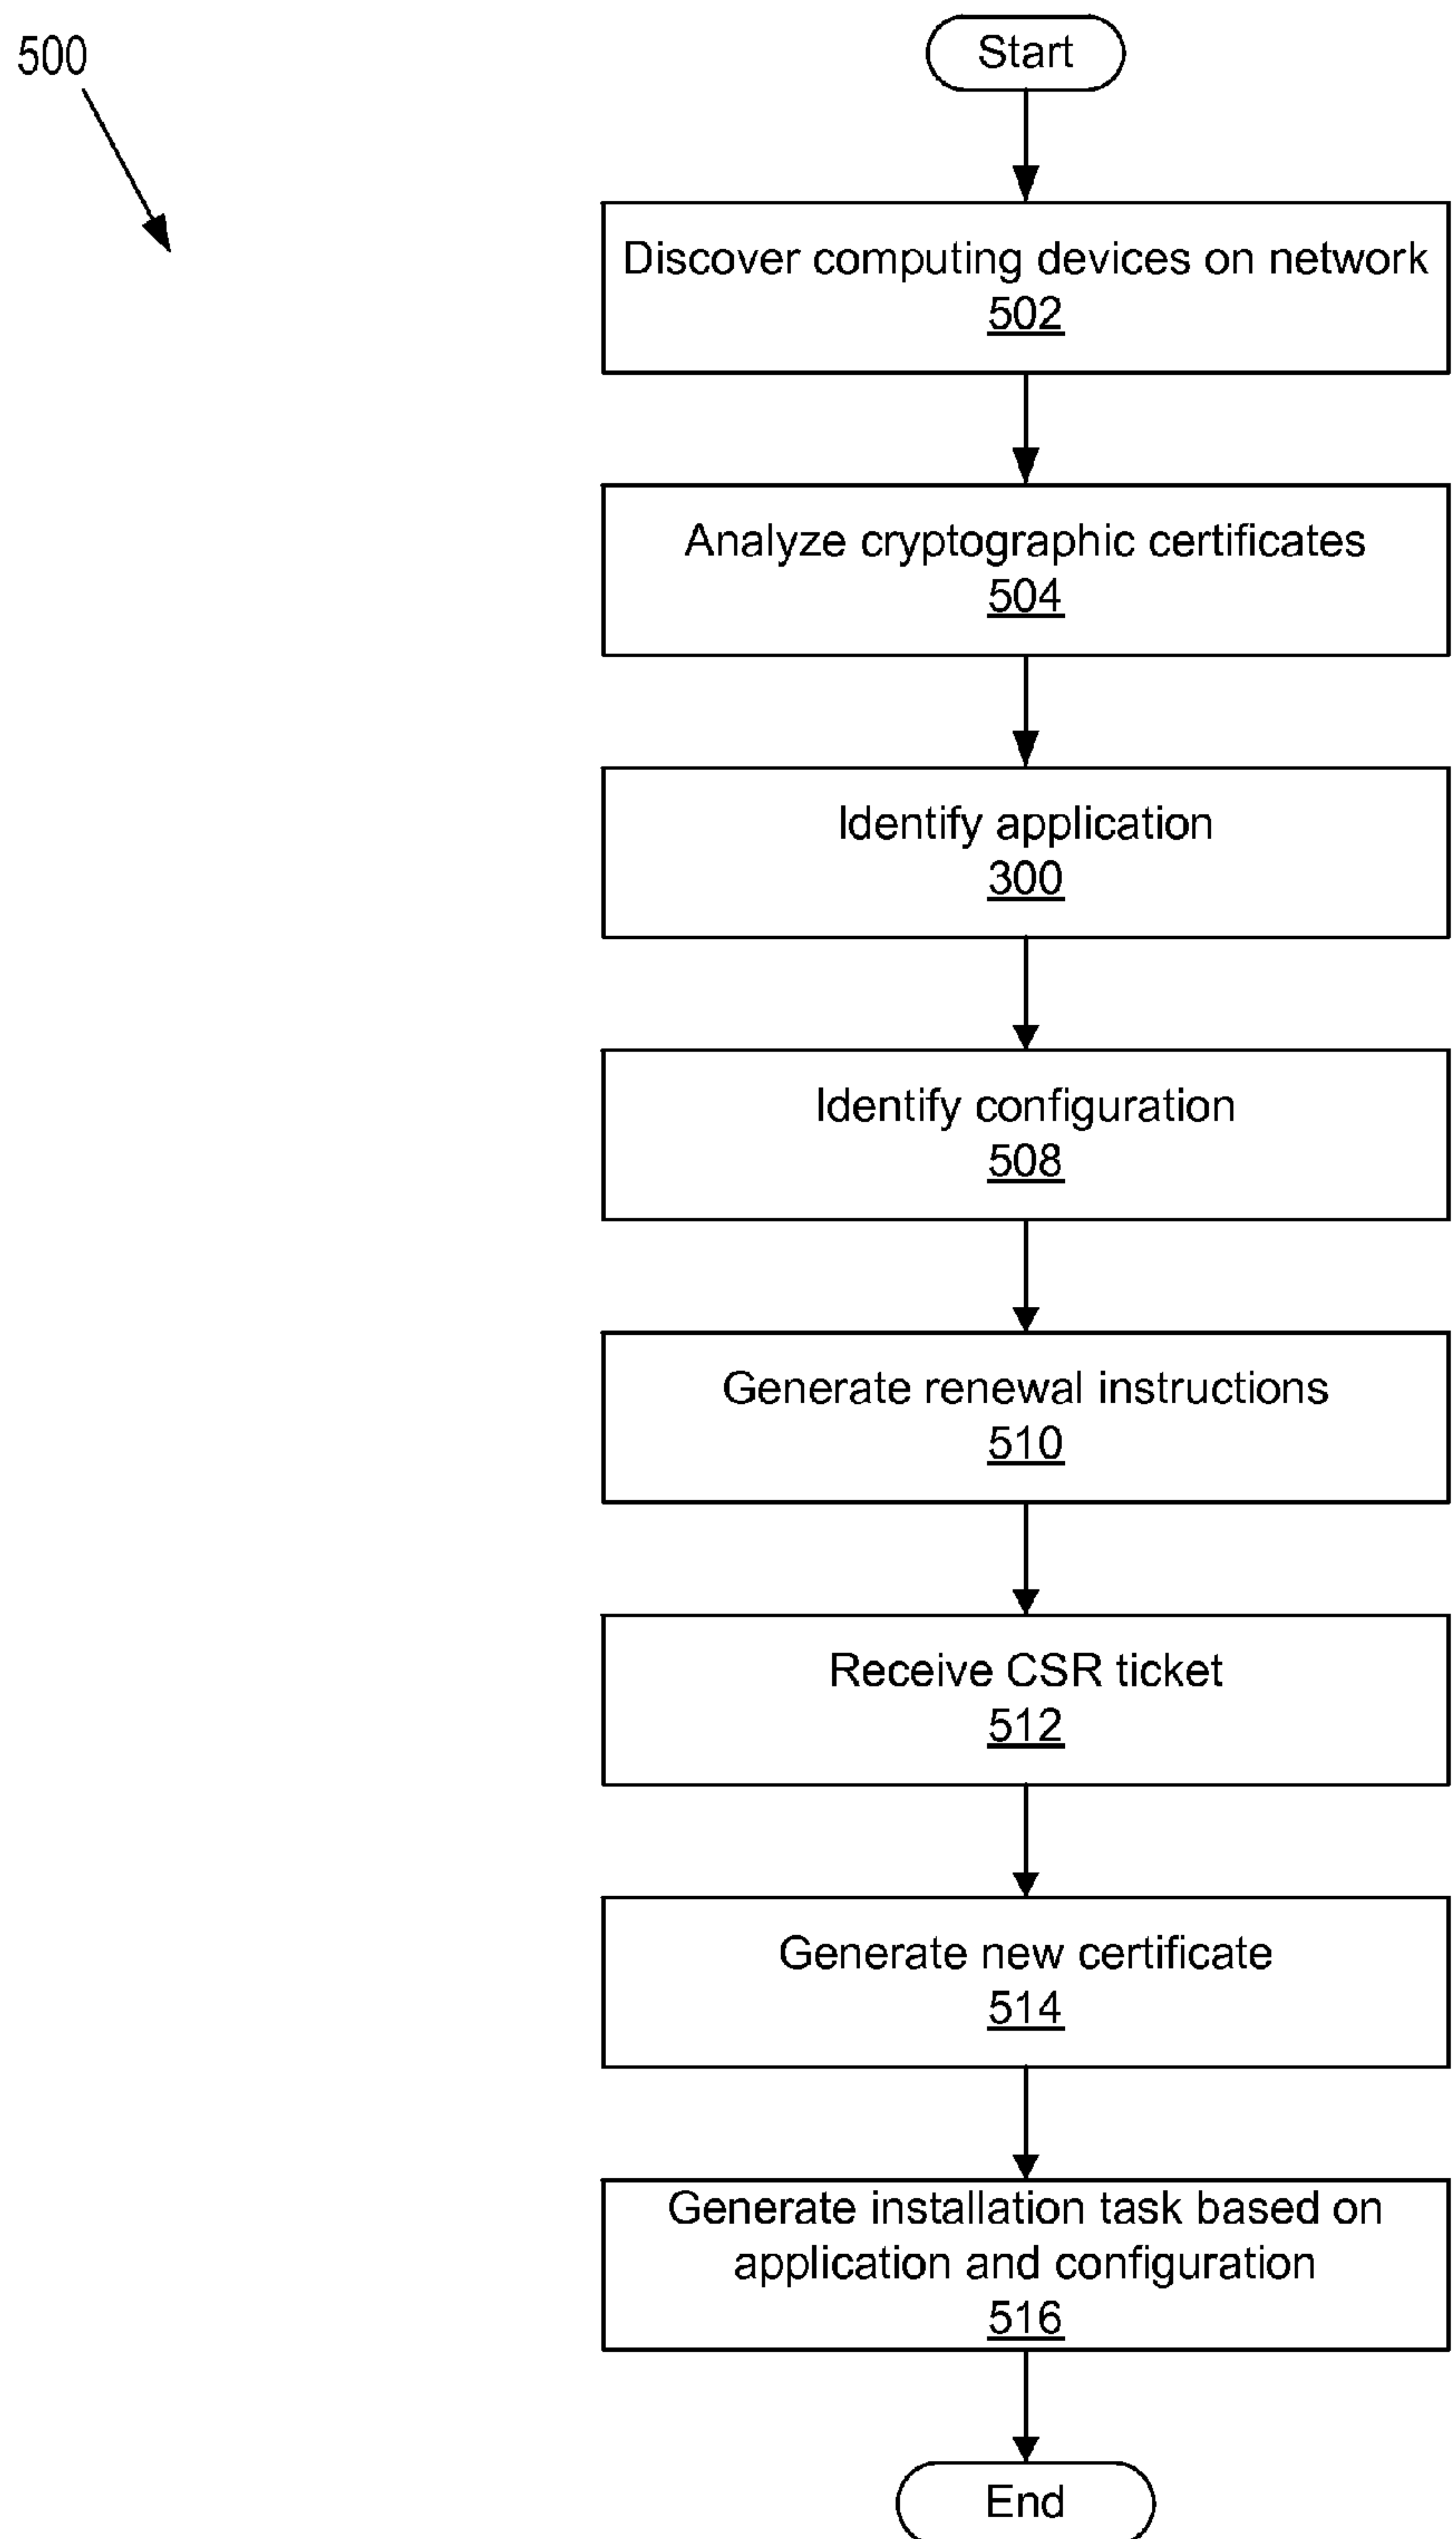 500
Start
Discover computing devices on network
502
Analyze cryptographic certificates
504
Identify application
300
Identify configuration
508
Generate renewal instructions
510
Receive CSR ticket
512
Generate new certificate
514
Generate installation task based on
application and configuration
516
End